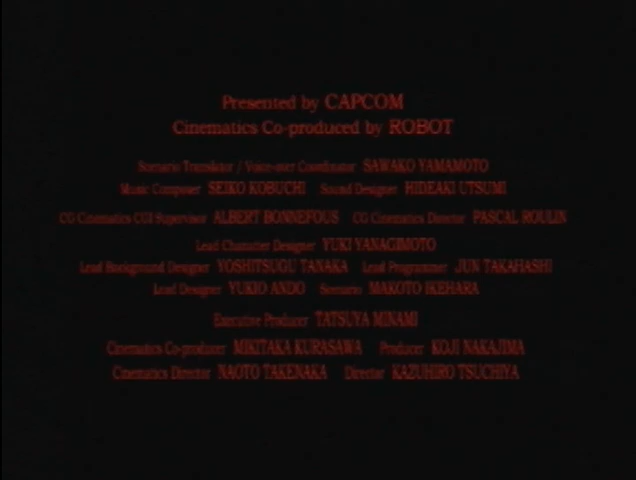 Presented by CAPCOM
Cinematics Co-produced by ROBOT
Scenario Translator / Voice-over Coordinator SAWAKO YAMAMOTO
Music Composer SEIKO KOBUCHI Sound Designer HIDEAKI UTSUMI
CG Cinematics CGI Supervisor ALBERT BONNEFOUS CG Cinematics Director PASCAL ROULIN
Lead Character Designer YUKI YANAGIMOTO
Lead Background Designer YOSHITSUGU TANAKA Lead Programmer JUN TAKAHASHI
Lead Designer YUKIO ANDO Scenario MAKOTO IKEHARA
Executive Producer TATSUYA MINAMI
Cinematics Co-producer MIKITAKA KURASAWA Producer KOJI NAKAJIMA
Cinematics Director NAOTO TAKENAKA Director KAZUHIRO TSUCHIYA